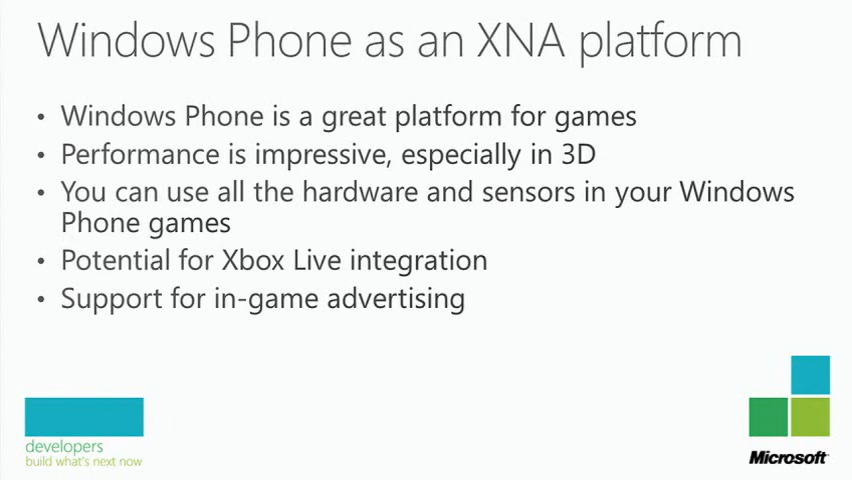 Windows Phone as an XNA platform
• Windows Phone is a great platform for games
• Performance is impressive, especially in 3D
• You can use all the hardware and sensors in your Windows
Phone games
• Potential for Xbox Live integration
• Support for in-game advertising
developers
build what's next now
Microsoft